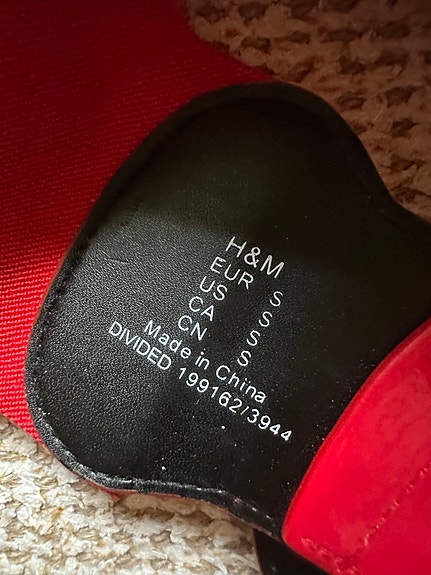 H&M
EUR S
US S
CA S
CN S
Made in China
DIVIDED 199162/3944